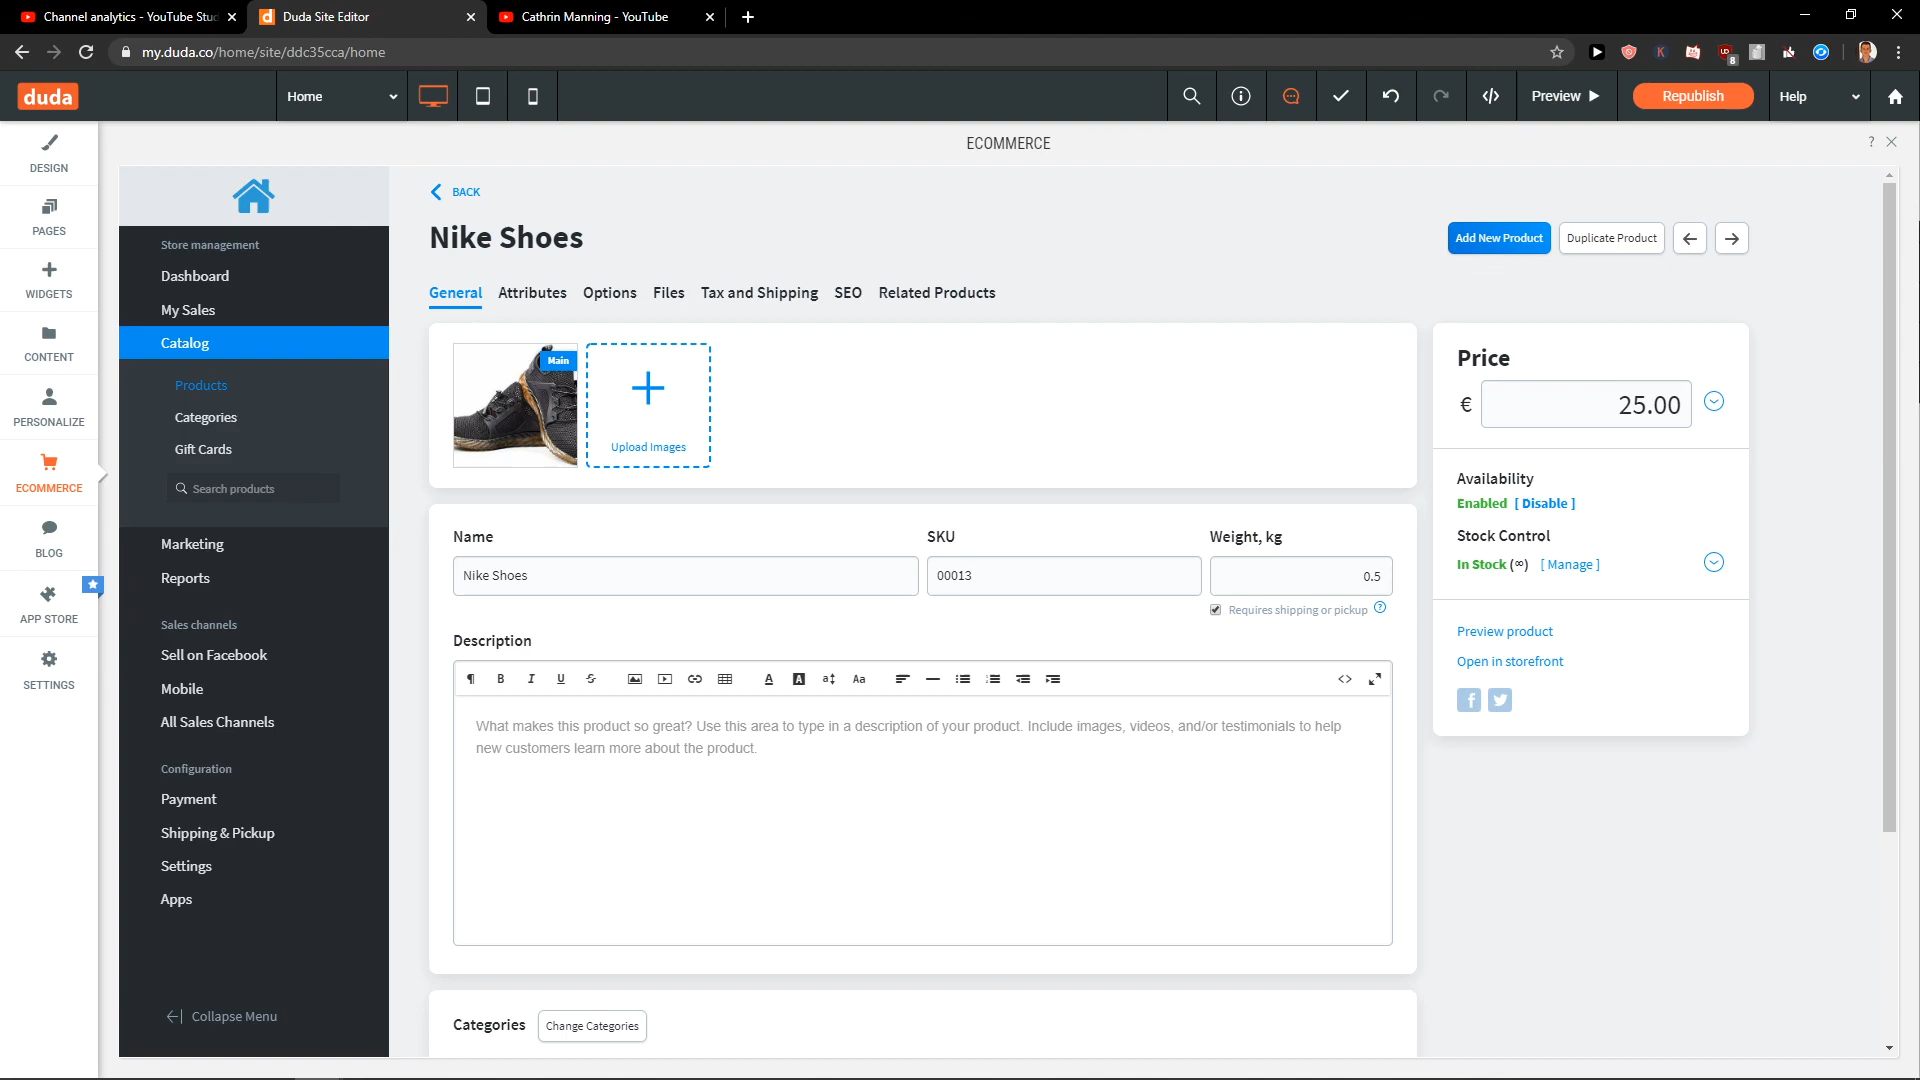 Channel analytics - YouTube Stu
Duda Site Editor
Cathrin Manning - YouTube
my.duda.co/home/site/ddc35cca/home
8
duda
Home
Preview
Republish
Help
DESIGN
PAGES
WIDGETS
CONTENT
PERSONALIZE
ECOMMERCE
BLOG
APP STORE
SETTINGS
ECOMMERCE
?
Store management
Dashboard
My Sales
Catalog
Products
Categories
Gift Cards
Search products
Marketing
Reports
Sales channels
Sell on Facebook
Mobile
All Sales Channels
Configuration
Payment
Shipping & Pickup
Settings
Apps
Collapse Menu
BACK
Nike Shoes
Add New Product
Duplicate Product
General Attributes Options Files Tax and Shipping SEO Related Products
Main
Upload Images
Name
SKU
Weight, kg
Nike Shoes
00013
0.5
Requires shipping or pickup ?
Description
B I U S A A Aa
What makes this product so great? Use this area to type in a description of your product. Include images, videos, and/or testimonials to help
new customers learn more about the product.
Categories
Change Categories
Price
€ 25.00
Availability
Enabled [ Disable ]
Stock Control
In Stock (∞) [ Manage ]
Preview product
Open in storefront